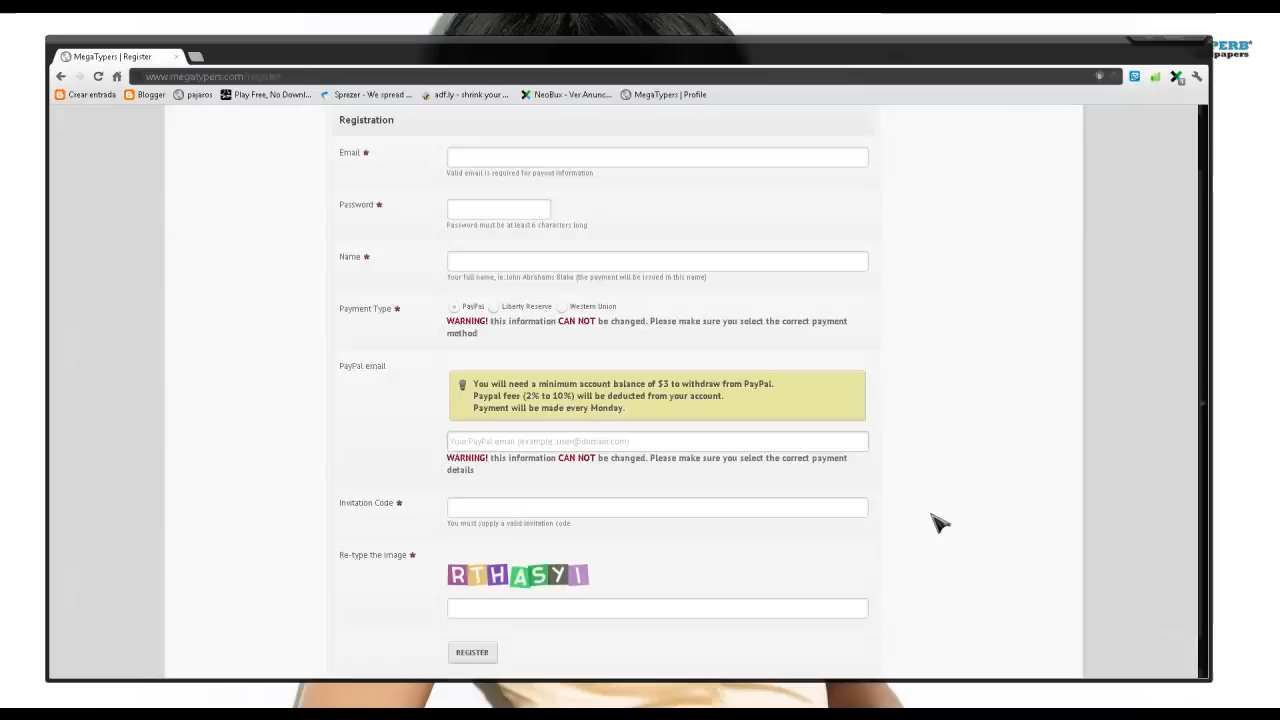 PERB*
papers
MegaTypers | Register
www.megatypers.com/register
Crear entrada Blogger pajaros Play Free, No Downl... Sprezer - We spread ... adf.ly - shrink your ... NeoBux - Ver Anunc... MegaTypers | Profile
Registration
Email *
Valid email is required for payout information
Password *
Password must be at least 6 characters long
Name *
Your full name, ie: John Abrahams Blake (the payment will be issued in this name)
Payment Type * PayPal Liberty Reserve Western Union
WARNING! this information CAN NOT be changed. Please make sure you select the correct payment
method
PayPal email
You will need a minimum account balance of $3 to withdraw from PayPal.
Paypal fees (2% to 10%) will be deducted from your account.
Payment will be made every Monday.
Your PayPal email (example: user@domain.com)
WARNING! this information CAN NOT be changed. Please make sure you select the correct payment
details
Invitation Code *
You must supply a valid invitation code
Re-type the image *
RTHASYI
REGISTER